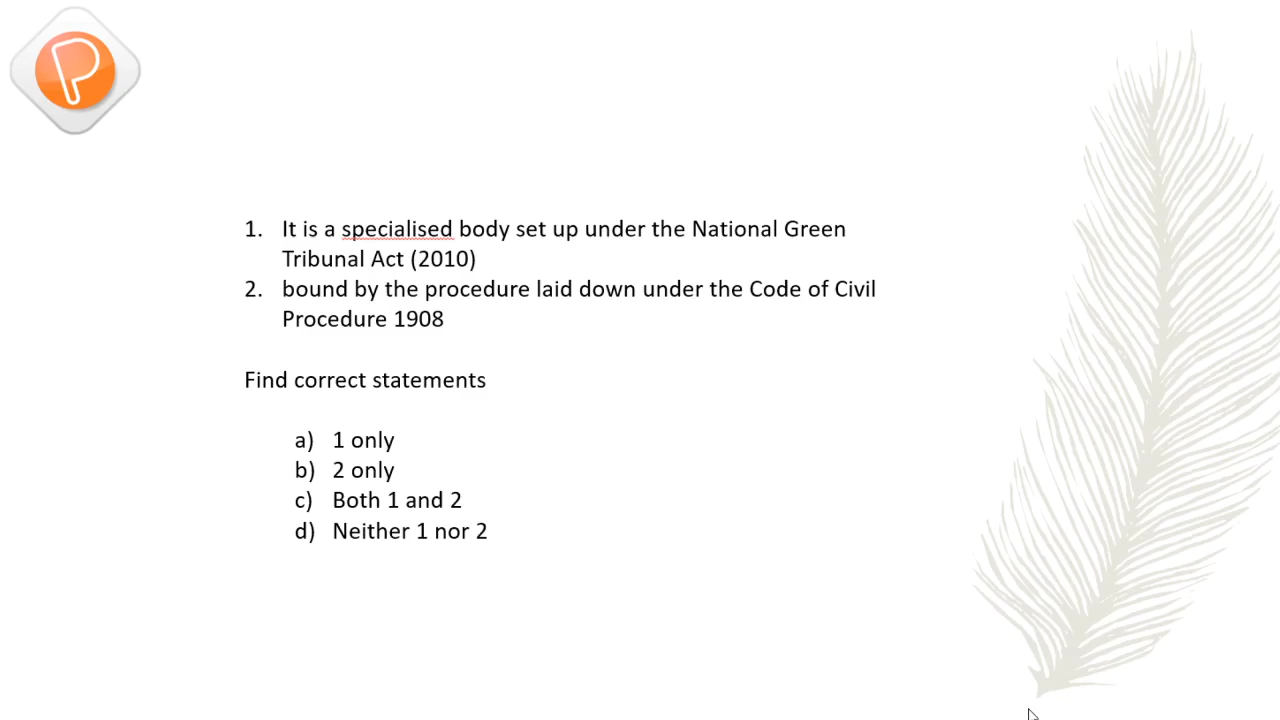 1. It is a specialised body set up under the National Green
Tribunal Act (2010)
2. bound by the procedure laid down under the Code of Civil
Procedure 1908
Find correct statements
a) 1 only
b) 2 only
c) Both 1 and 2
d) Neither 1 nor 2